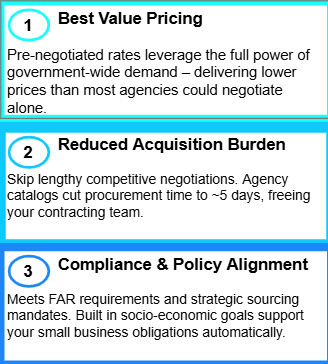 1 Best Value Pricing
Pre-negotiated rates leverage the full power of
government-wide demand – delivering lower
prices than most agencies could negotiate
alone.
2 Reduced Acquisition Burden
Skip lengthy competitive negotiations. Agency
catalogs cut procurement time to ~5 days, freeing
your contracting team.
3 Compliance & Policy Alignment
Meets FAR requirements and strategic sourcing
mandates. Built in socio-economic goals support
your small business obligations automatically.